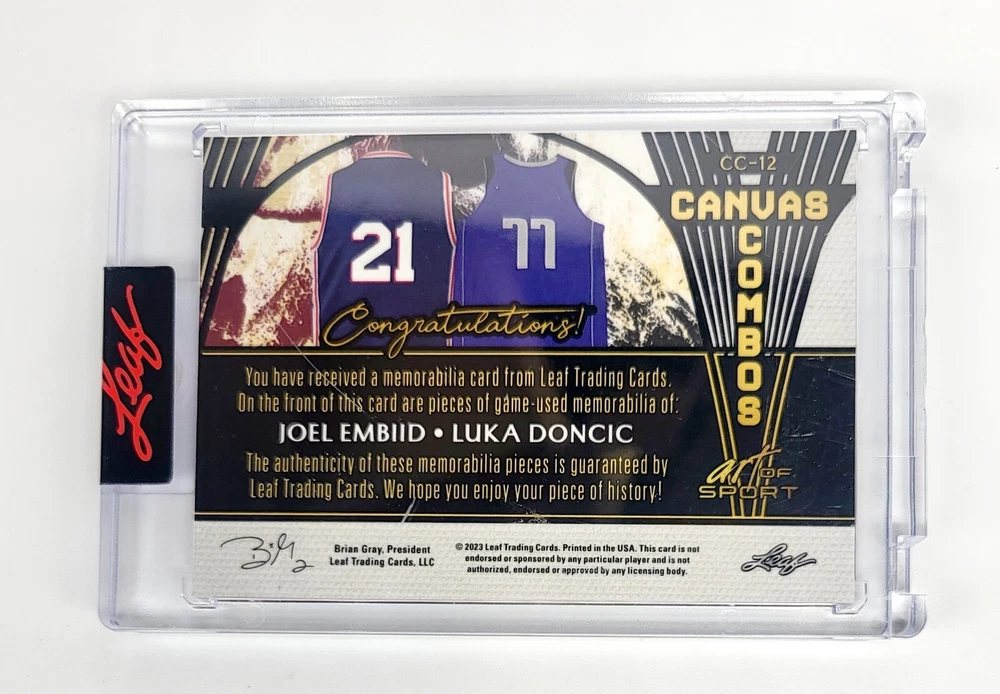 CC-12
CANVAS
COMBOS
21
77
Congratulations!
You have received a memorabilia card from Leaf Trading Cards.
On the front of this card are pieces of game-used memorabilia of:
JOEL EMBIID • LUKA DONCIC
The authenticity of these memorabilia pieces is guaranteed by
Leaf Trading Cards. We hope you enjoy your piece of history!
art OF
SPORT
Leaf
Brian Gray, President
Leaf Trading Cards, LLC
© 2023 Leaf Trading Cards. Printed in the USA. This card is not
endorsed or sponsored by any particular player and is not
authorized, endorsed or approved by any licensing body.
Leaf